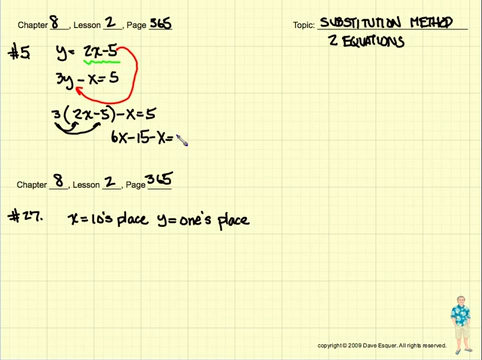 Chapter 8, Lesson 2, Page 365
Topic: SUBSTITUTION METHOD
2 EQUATIONS
#5 y = 2x-5
3y - x = 5
3(2x-5)-x=5
6x-15-x=
Chapter 8, Lesson 2, Page 365
#27. x=10's place y=one's place
copyright © 2009 Dave Esquer. All rights reserved.